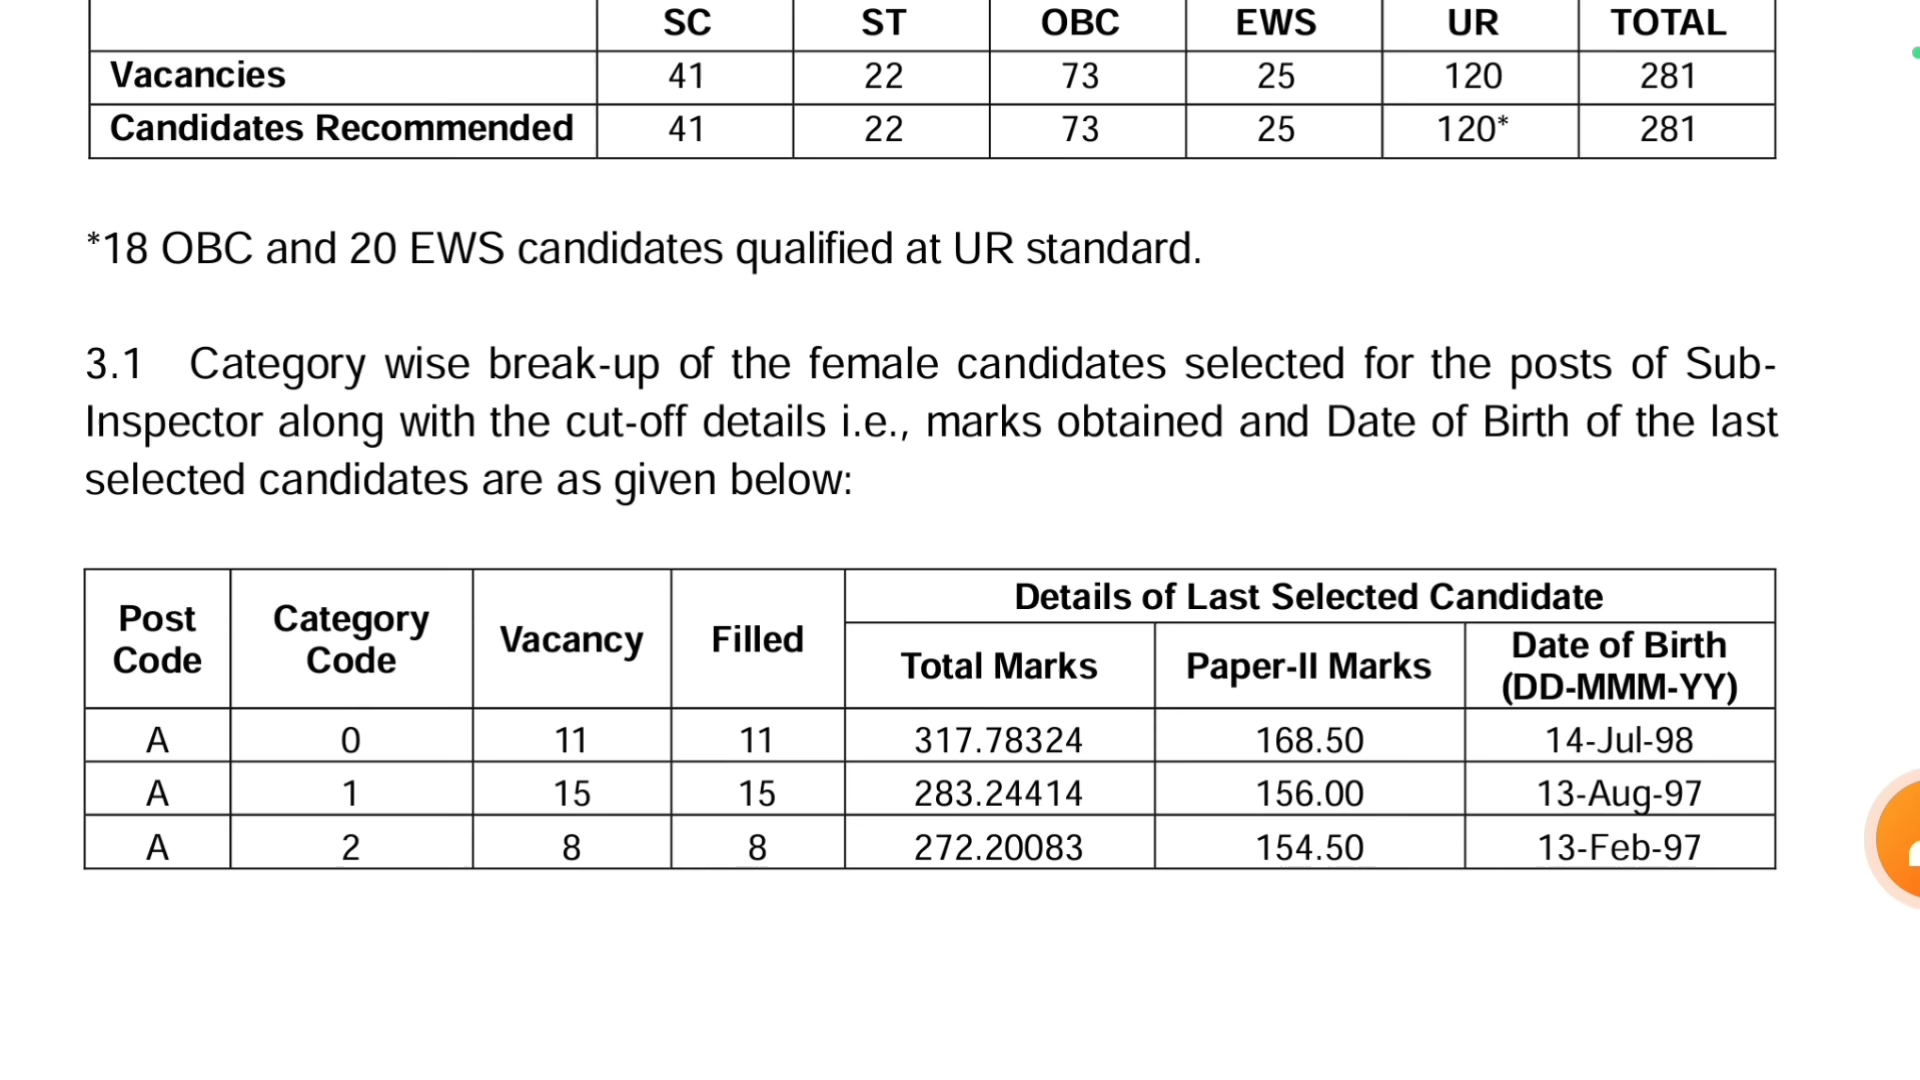 SC ST OBC EWS UR TOTAL
Vacancies 41 22 73 25 120 281
Candidates Recommended 41 22 73 25 120* 281
*18 OBC and 20 EWS candidates qualified at UR standard.
3.1 Category wise break-up of the female candidates selected for the posts of Sub-
Inspector along with the cut-off details i.e., marks obtained and Date of Birth of the last
selected candidates are as given below:
Post Code Category Code Vacancy Filled Details of Last Selected Candidate
Total Marks Paper-II Marks Date of Birth (DD-MMM-YY)
A 0 11 11 317.78324 168.50 14-Jul-98
A 1 15 15 283.24414 156.00 13-Aug-97
A 2 8 8 272.20083 154.50 13-Feb-97